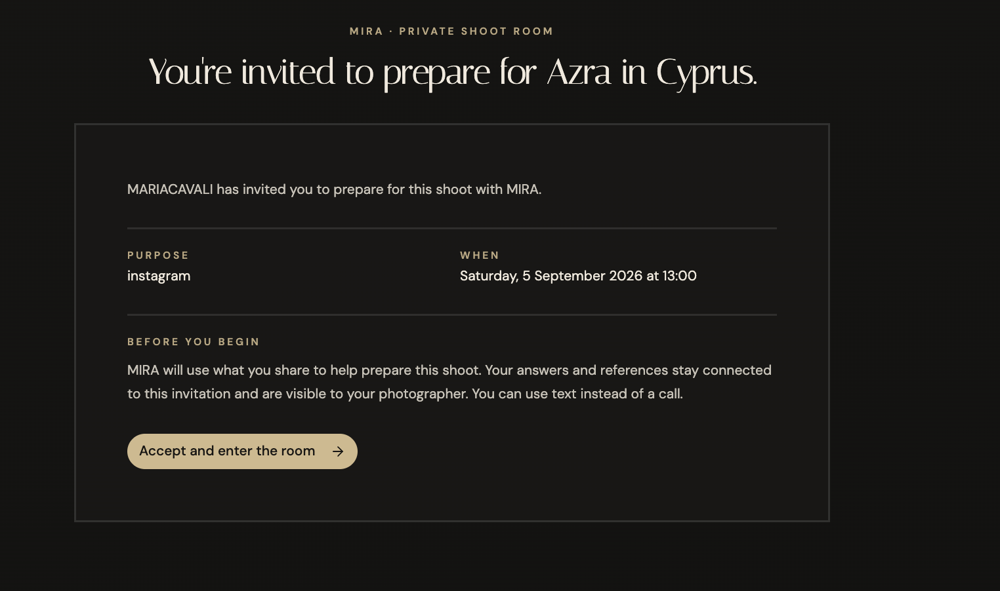 MIRA · PRIVATE SHOOT ROOM
You're invited to prepare for Azra in Cyprus.
MARIACAVALI has invited you to prepare for this shoot with MIRA.
PURPOSE
instagram
WHEN
Saturday, 5 September 2026 at 13:00
BEFORE YOU BEGIN
MIRA will use what you share to help prepare this shoot. Your answers and references stay connected
to this invitation and are visible to your photographer. You can use text instead of a call.
Accept and enter the room →